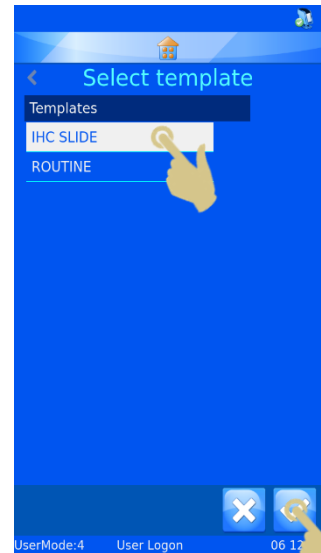 Select template
Templates
IHC SLIDE
ROUTINE
UserMode:4 User Logon 06 12